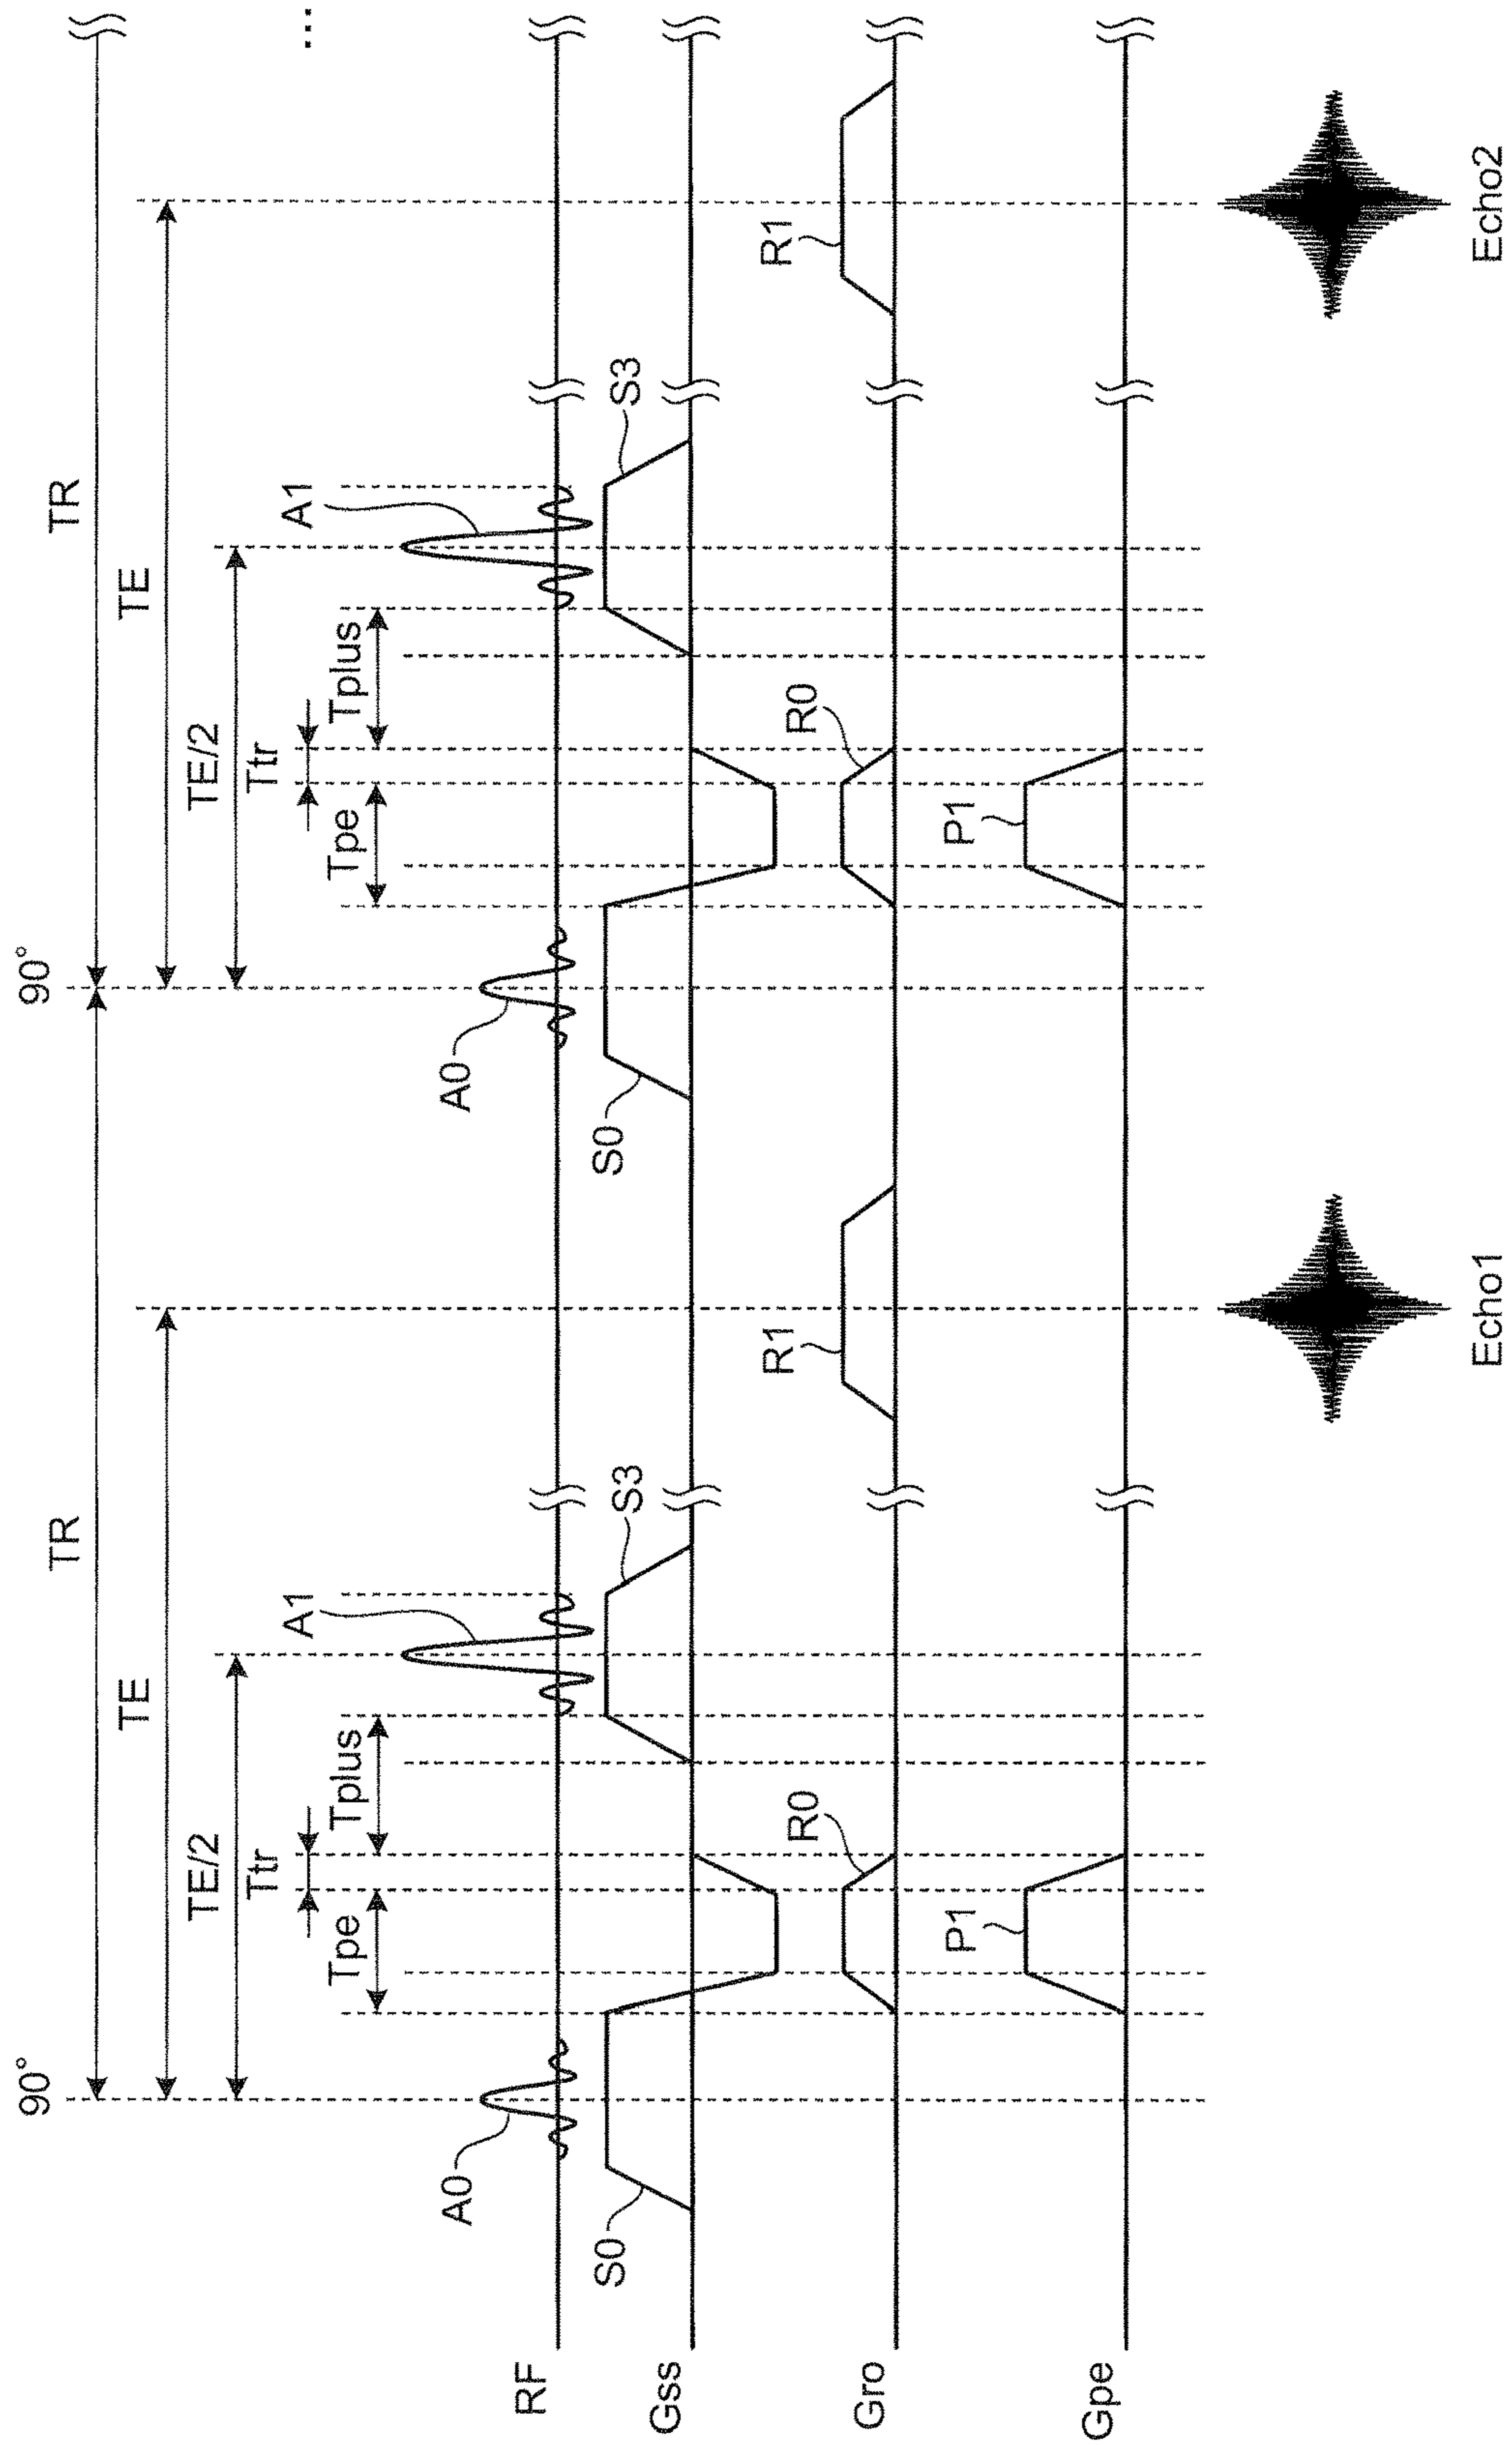 90°
90°
TR
TR
TE
TE
TE/2
TE/2
Ttr
Ttr
...
Tpe
Tplus
Tpe
Tplus
A1
A1
A0
A0
RF
S0
S3
S0
S3
Gss
R0
R1
R0
R1
Gro
P1
P1
Gpe
Echo1
Echo2